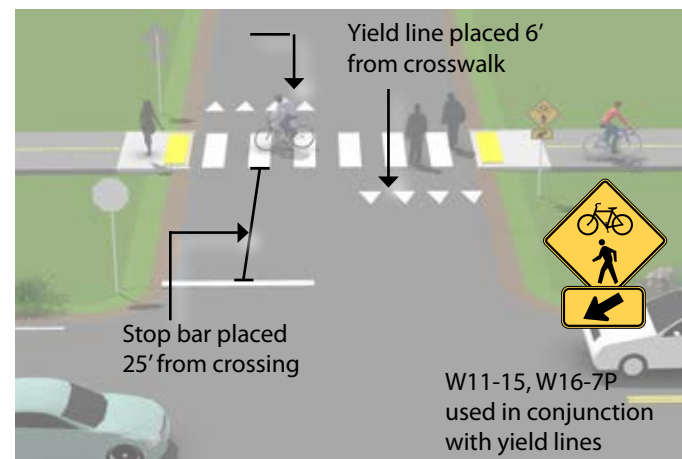 Yield line placed 6’
from crosswalk
Stop bar placed
25’ from crossing
W11-15, W16-7P
used in conjunction
with yield lines